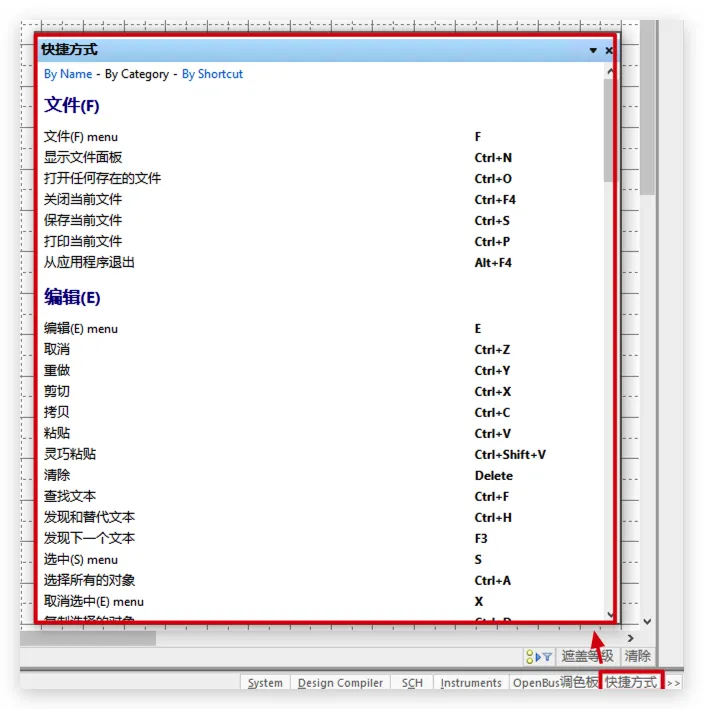 快捷方式
By Name - By Category - By Shortcut
文件(F)
文件(F) menu F
显示文件面板 Ctrl+N
打开任何存在的文件 Ctrl+O
关闭当前文件 Ctrl+F4
保存当前文件 Ctrl+S
打印当前文件 Ctrl+P
从应用程序退出 Alt+F4
编辑(E)
编辑(E) menu E
取消 Ctrl+Z
重做 Ctrl+Y
剪切 Ctrl+X
拷贝 Ctrl+C
粘贴 Ctrl+V
灵巧粘贴 Ctrl+Shift+V
清除 Delete
查找文本 Ctrl+F
发现和替代文本 Ctrl+H
发现下一个文本 F3
选中(S) menu S
选择所有的对象 Ctrl+A
取消选中(E) menu X
复制选择的对象 Ctrl+D
遮盖等级 清除
System Design Compiler SCH Instruments OpenBus调色板 快捷方式 >>